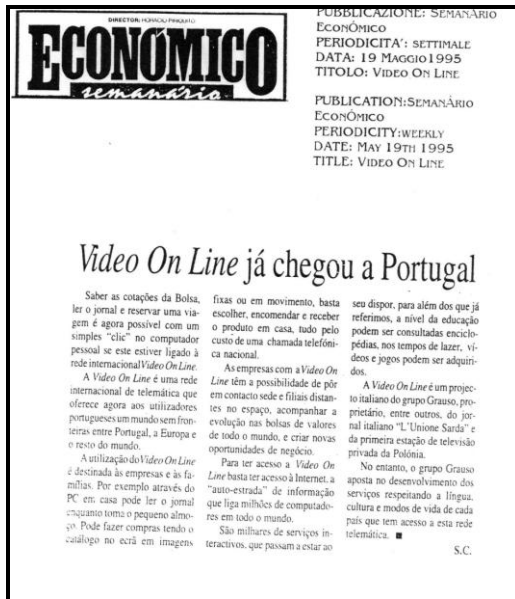 DIRECTOR: HORÁCIO PIRIQUITO
ECONÓMICO
semanário
PUBBLICAZIONE: SEMANÀRIO
ECONÔMICO
PERIODICITA': SETTIMALE
DATA: 19 MAGGIO1995
TITOLO: VIDEO ON LINE
PUBLICATION:SEMANÀRIO
ECONÔMICO
PERIODICITY:WEEKLY
DATE: MAY 19TH 1995
TITLE: VIDEO ON LINE
Video On Line já chegou a Portugal
Saber as cotações da Bolsa,
ler o jornal e reservar uma via-
gem é agora possível com um
simples "clic" no computador
pessoal se este estiver ligado à
rede internacional Video On Line.
A Video On Line é uma rede
internacional de telemática que
oferece agora aos utilizadores
portugueses um mundo sem fron-
teiras entre Portugal, a Europa e
o resto do mundo.
A utilização do Video On Line
é destinada às empresas e às fa-
mílias. Por exemplo através do
PC em casa pode ler o jornal
enquanto toma o pequeno almo-
ço. Pode fazer compras tendo o
catálogo no ecrã em imagens
fixas ou em movimento, basta
escolher, encomendar e receber
o produto em casa, tudo pelo
custo de uma chamada telefóni-
ca nacional.
As empresas com a Video On
Line têm a possibilidade de pôr
em contacto sede e filiais distan-
tes no espaço, acompanhar a
evolução nas bolsas de valores
de todo o mundo, e criar novas
oportunidades de negócio.
Para ter acesso a Video On
Line basta ter acesso à Internet, a
"auto-estrada" de informação
que liga milhões de computado-
res em todo o mundo.
São milhares de serviços in-
teractivos, que passam a estar ao
seu dispor, para além dos que já
referimos, a nível da educação
podem ser consultadas enciclo-
pédias, nos tempos de lazer, ví-
deos e jogos podem ser adquiri-
dos.
A Video On Line é um projec-
to italiano do grupo Grauso, pro-
prietário, entre outros, do jor-
nal italiano "L'Unione Sarda" e
da primeira estação de televisão
privada da Polónia.
No entanto, o grupo Grauso
aposta no desenvolvimento dos
serviços respeitando a língua,
cultura e modos de vida de cada
país que tem acesso a esta rede
telemática. ■
S.C.